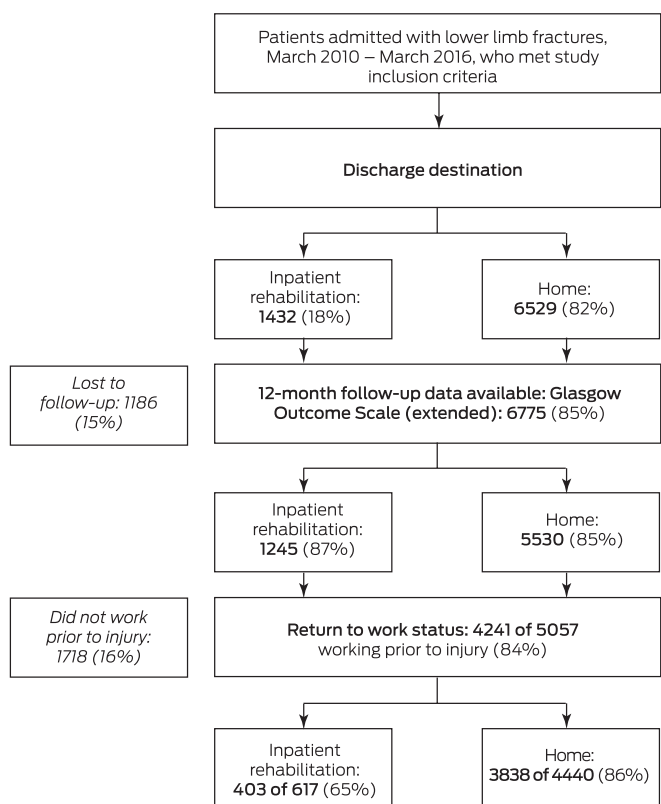 Patients admitted with lower limb fractures,
March 2010 – March 2016, who met study
inclusion criteria
Discharge destination
Inpatient
rehabilitation:
1432 (18%)
Home:
6529 (82%)
Lost to
follow-up: 1186
(15%)
12-month follow-up data available: Glasgow
Outcome Scale (extended): 6775 (85%)
Inpatient
rehabilitation:
1245 (87%)
Home:
5530 (85%)
Did not work
prior to injury:
1718 (16%)
Return to work status: 4241 of 5057
working prior to injury (84%)
Inpatient
rehabilitation:
403 of 617 (65%)
Home:
3838 of 4440 (86%)